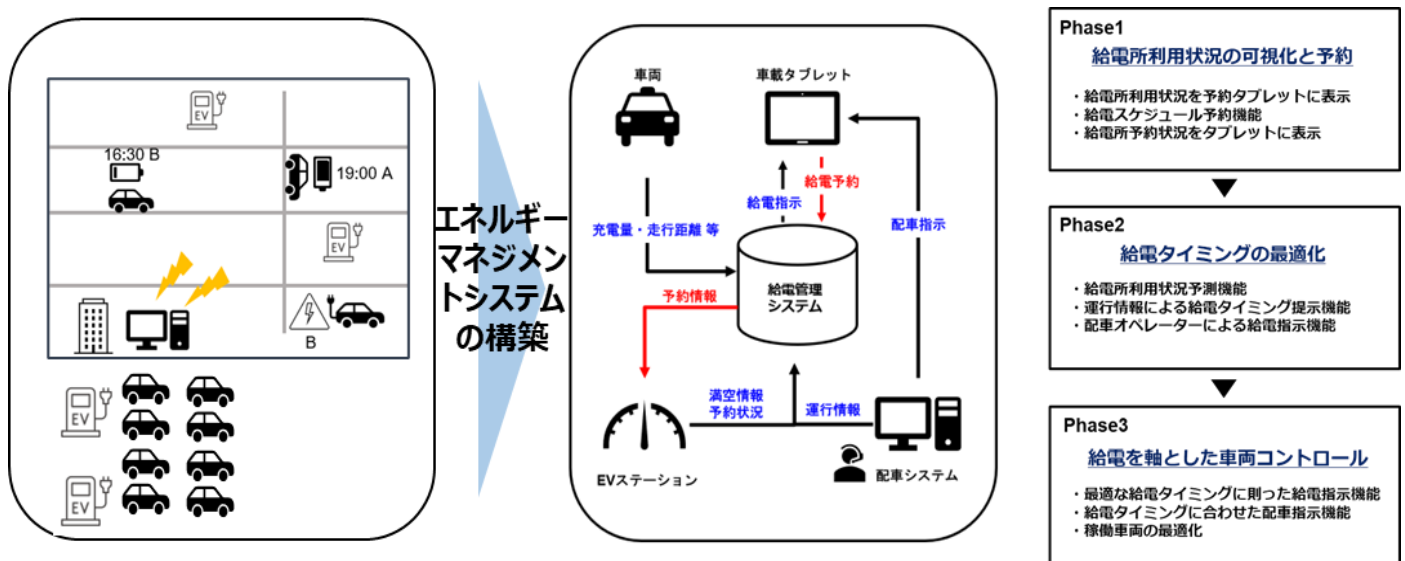 EV
16:30 B
19:00 A
EV
B
EV
EV
エネルギー
マネジメン
トシステム
の構築
車両
車載タブレット
給電予約
給電指示
配車指示
充電量・走行距離 等
給電管理
システム
予約情報
満空情報
予約状況
運行情報
EVステーション
配車システム
Phase1
給電所利用状況の可視化と予約
・給電所利用状況を予約タブレットに表示
・給電スケジュール予約機能
・給電所予約状況をタブレットに表示
Phase2
給電タイミングの最適化
・給電所利用状況予測機能
・運行情報による給電タイミング提示機能
・配車オペレーターによる給電指示機能
Phase3
給電を軸とした車両コントロール
・最適な給電タイミングに則った給電指示機能
・給電タイミングに合わせた配車指示機能
・稼働車両の最適化